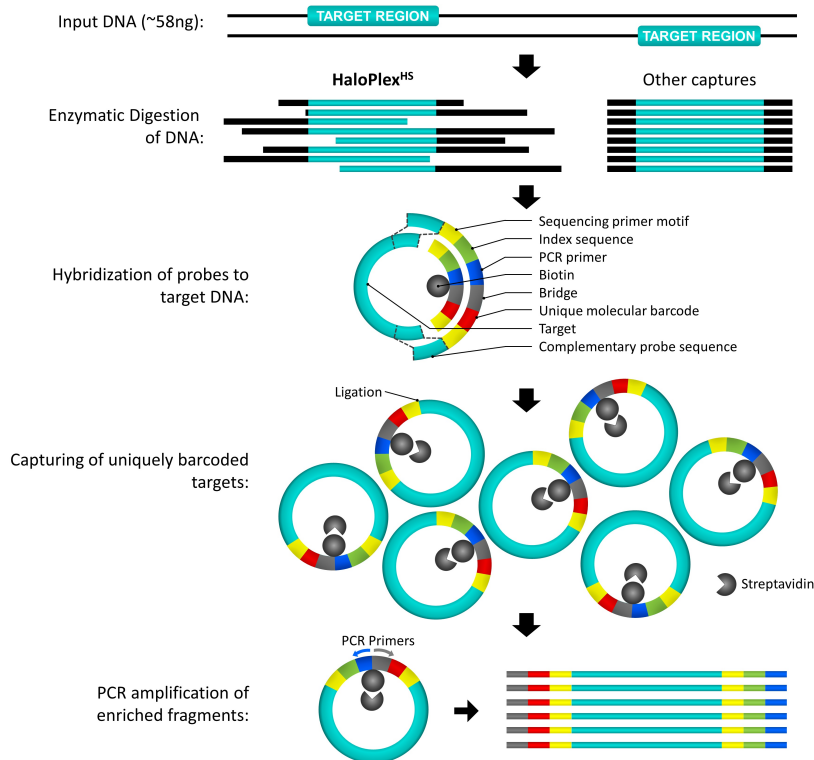 Input DNA (~58ng):
TARGET REGION
TARGET REGION
HaloPlexHS
Other captures
Enzymatic Digestion
of DNA:
Hybridization of probes to
target DNA:
Sequencing primer motif
Index sequence
PCR primer
Biotin
Bridge
Unique molecular barcode
Target
Complementary probe sequence
Ligation
Capturing of uniquely barcoded
targets:
Streptavidin
PCR Primers
PCR amplification of
enriched fragments: